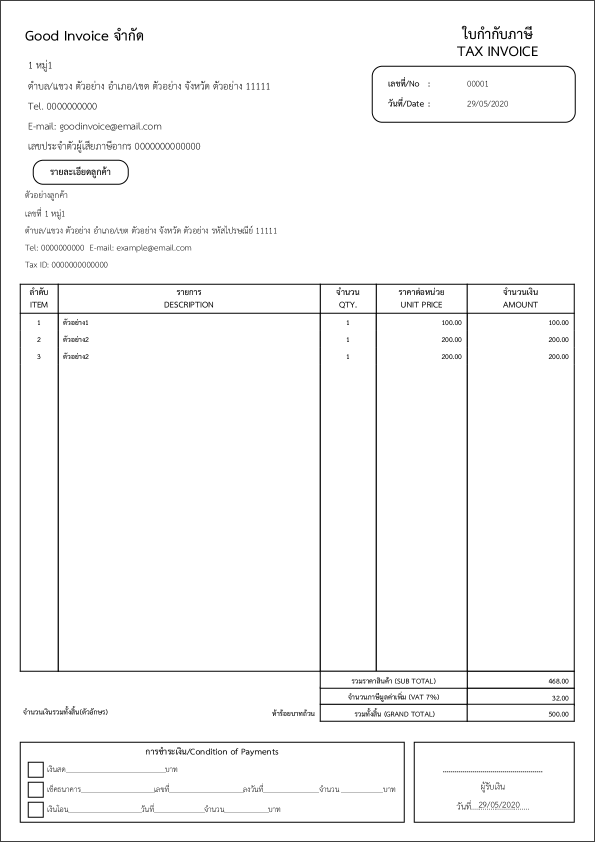 Good Invoice จำกัด
ใบกำกับภาษี
TAX INVOICE
1 หมู่1
ตำบล/แขวง ตัวอย่าง อำเภอ/เขต ตัวอย่าง จังหวัด ตัวอย่าง 11111
Tel. 0000000000
E-mail: goodinvoice@email.com
เลขประจำตัวผู้เสียภาษีอากร 0000000000000
เลขที่/No : 00001
วันที่/Date : 29/05/2020
รายละเอียดลูกค้า
ตัวอย่างลูกค้า
เลขที่ 1 หมู่1
ตำบล/แขวง ตัวอย่าง อำเภอ/เขต ตัวอย่าง จังหวัด ตัวอย่าง รหัสไปรษณีย์ 11111
Tel: 0000000000 E-mail: example@email.com
Tax ID: 0000000000000
ลำดับ รายการ จำนวน ราคาต่อหน่วย จำนวนเงิน
ITEM DESCRIPTION QTY. UNIT PRICE AMOUNT
1 ตัวอย่าง1 1 100.00 100.00
2 ตัวอย่าง2 1 200.00 200.00
3 ตัวอย่าง2 1 200.00 200.00
รวมราคาสินค้า (SUB TOTAL) 468.00
จำนวนภาษีมูลค่าเพิ่ม (VAT 7%) 32.00
จำนวนเงินรวมทั้งสิ้น(ตัวอักษร) ห้าร้อยบาทถ้วน รวมทั้งสิ้น (GRAND TOTAL) 500.00
การชำระเงิน/Condition of Payments
เงินสด____________________บาท
เช็คธนาคาร__________________เลขที่_______________ลงวันที่___________จำนวน___________บาท
เงินโอน________________วันที่__________จำนวน___________บาท
..................................................
ผู้รับเงิน
วันที่...29/05/2020....